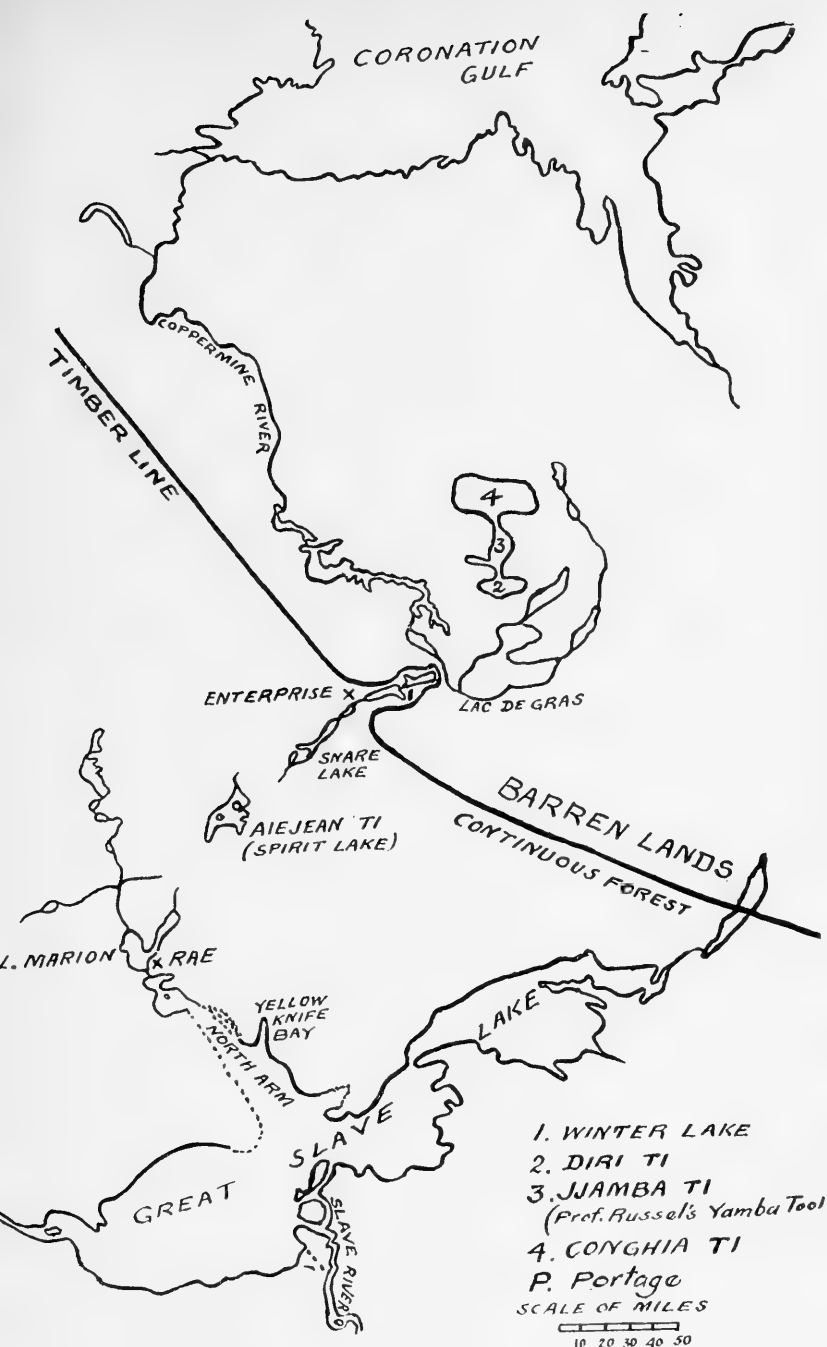 CORONATION
GULF
COPPERMINE
RIVER
TIMBER LINE
4
3
2
ENTERPRISE X
1
LAC DE GRAS
SNARE
LAKE
AIEJEAN TI
(SPIRIT LAKE)
BARREN LANDS
CONTINUOUS FOREST
L. MARION
X RAE
YELLOW
KNIFE
BAY
NORTH ARM
GREAT
SLAVE
LAKE
SLAVE RIVER
1. WINTER LAKE
2. DIRI TI
3. JJAMBA TI
(Prof. Russel's Yamba Tool
4. CONGHIA TI
P. Portage
SCALE OF MILES
10 20 30 40 50